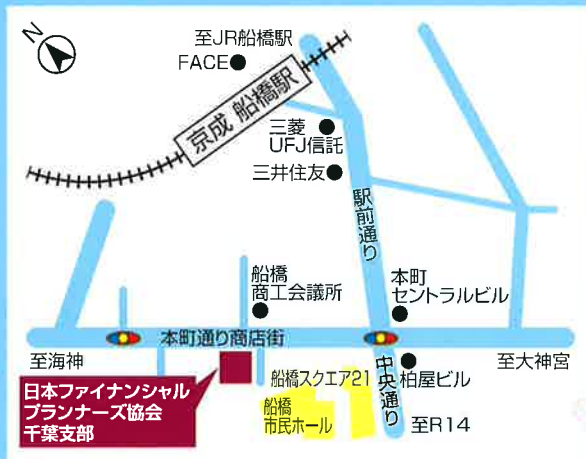 N
至JR船橋駅
FACE
京成 船橋駅
三菱
UFJ信託
三井住友
駅前通り
船橋
商工会議所
本町
セントラルビル
本町通り商店街
至海神
至大神宮
船橋スクエア21
柏屋ビル
中央通り
日本ファイナンシャル
プランナーズ協会
千葉支部
船橋
市民ホール
至R14